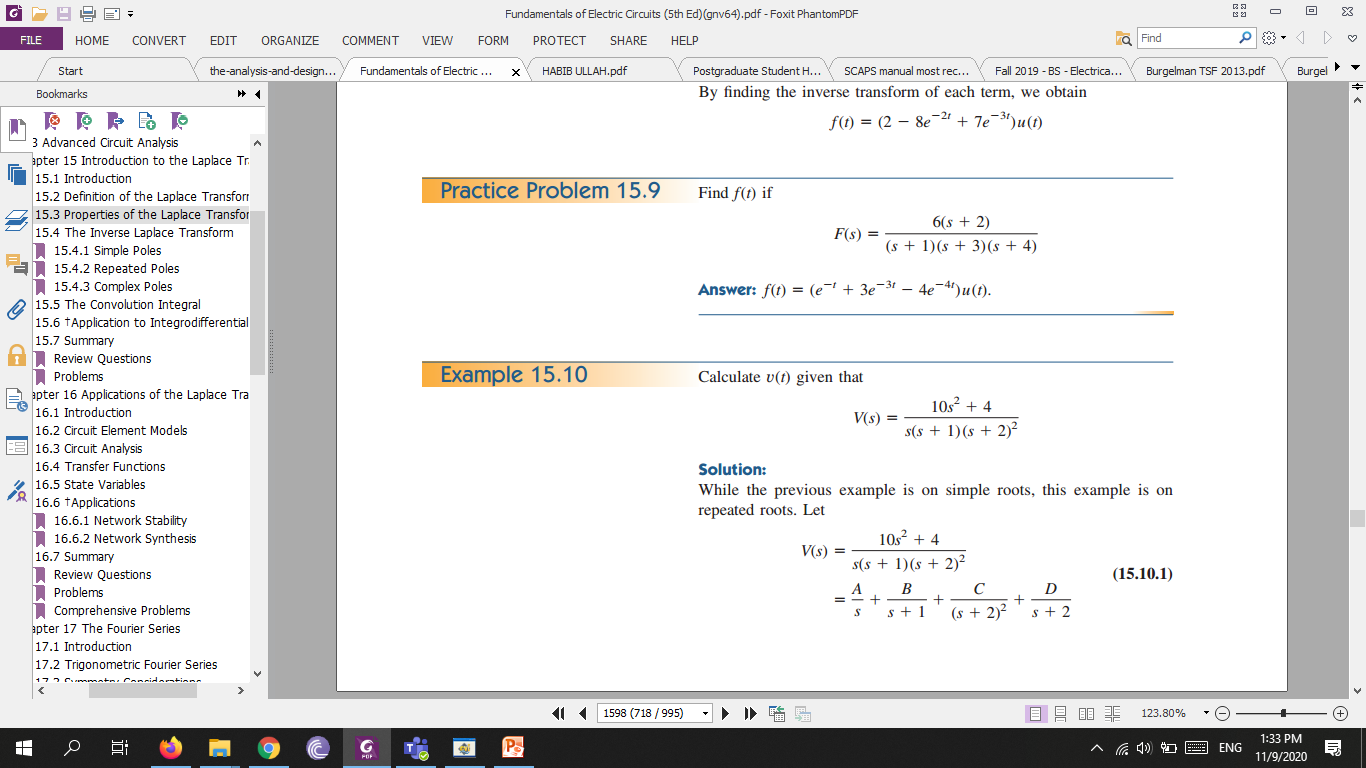 Fundamentals of Electric Circuits (5th Ed)(gnv64).pdf - Foxit PhantomPDF
FILE HOME CONVERT EDIT ORGANIZE COMMENT VIEW FORM PROTECT SHARE HELP Find
Start the-analysis-and-design... Fundamentals of Electric ... HABIB ULLAH.pdf Postgraduate Student H... SCAPS manual most rec... Fall 2019 - BS - Electrica... Burgelman TSF 2013.pdf Burgel
Bookmarks
3 Advanced Circuit Analysis
apter 15 Introduction to the Laplace Tr
15.1 Introduction
15.2 Definition of the Laplace Transfor
15.3 Properties of the Laplace Transfo
15.4 The Inverse Laplace Transform
15.4.1 Simple Poles
15.4.2 Repeated Poles
15.4.3 Complex Poles
15.5 The Convolution Integral
15.6 †Application to Integrodifferential
15.7 Summary
Review Questions
Problems
apter 16 Applications of the Laplace Tra
16.1 Introduction
16.2 Circuit Element Models
16.3 Circuit Analysis
16.4 Transfer Functions
16.5 State Variables
16.6 †Applications
16.6.1 Network Stability
16.6.2 Network Synthesis
16.7 Summary
Review Questions
Problems
Comprehensive Problems
apter 17 The Fourier Series
17.1 Introduction
17.2 Trigonometric Fourier Series
17.3 Symmetry Considerations
By finding the inverse transform of each term, we obtain
f(t) = (2 − 8e⁻²ᵗ + 7e⁻³ᵗ)u(t)
Practice Problem 15.9
Find f(t) if
6(s + 2)
F(s) =
(s + 1)(s + 3)(s + 4)
Answer: f(t) = (e⁻ᵗ + 3e⁻³ᵗ − 4e⁻⁴ᵗ)u(t).
Example 15.10
Calculate v(t) given that
10s² + 4
V(s) =
s(s + 1)(s + 2)²
Solution:
While the previous example is on simple roots, this example is on
repeated roots. Let
10s² + 4
V(s) =
s(s + 1)(s + 2)²
(15.10.1)
= A/s + B/s + 1 + C/(s + 2)² + D/s + 2
1598 (718 / 995)
123.80%
PDF
ENG
1:33 PM
11/9/2020